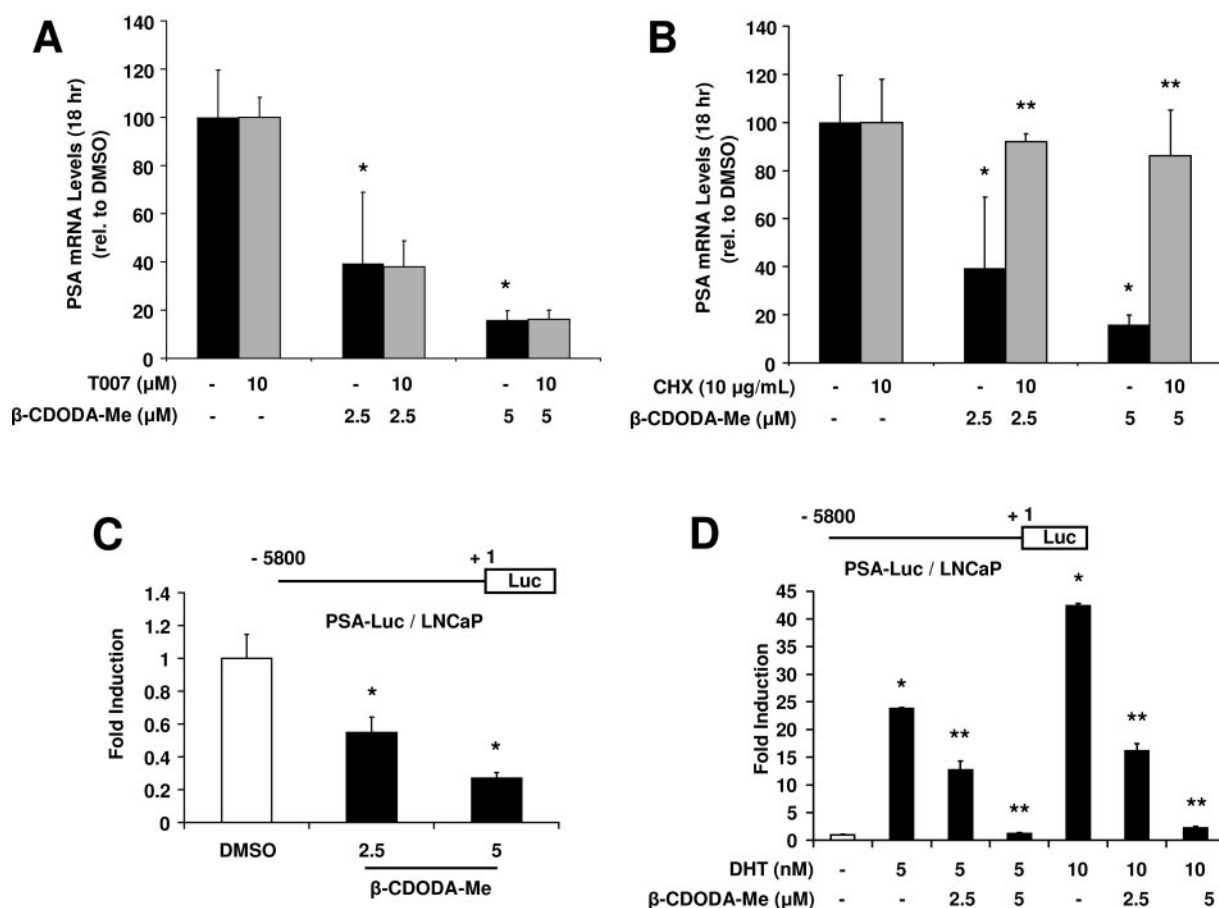 A
PSA mRNA Levels (18 hr)
(rel. to DMSO)
120
100
80
60
40
20
0
*
*
T007 (µM) - 10 - 10 - 10
β-CDODA-Me (µM) - - 2.5 2.5 5 5
B
PSA mRNA Levels (18 hr)
(rel. to DMSO)
120
100
80
60
40
20
0
*
**
*
**
CHX (10 µg/mL) - 10 - 10 - 10
β-CDODA-Me (µM) - - 2.5 2.5 5 5
C
- 5800 + 1
Luc
PSA-Luc / LNCaP
Fold Induction
1.4
1.2
1
0.8
0.6
0.4
0.2
0
*
*
DMSO 2.5 5
β-CDODA-Me
D
- 5800 + 1
Luc
PSA-Luc / LNCaP
Fold Induction
45
40
35
30
25
20
15
10
5
0
*
**
**
*
**
**
DHT (nM) - 5 5 5 10 10 10
β-CDODA-Me (µM) - - 2.5 5 - 2.5 5